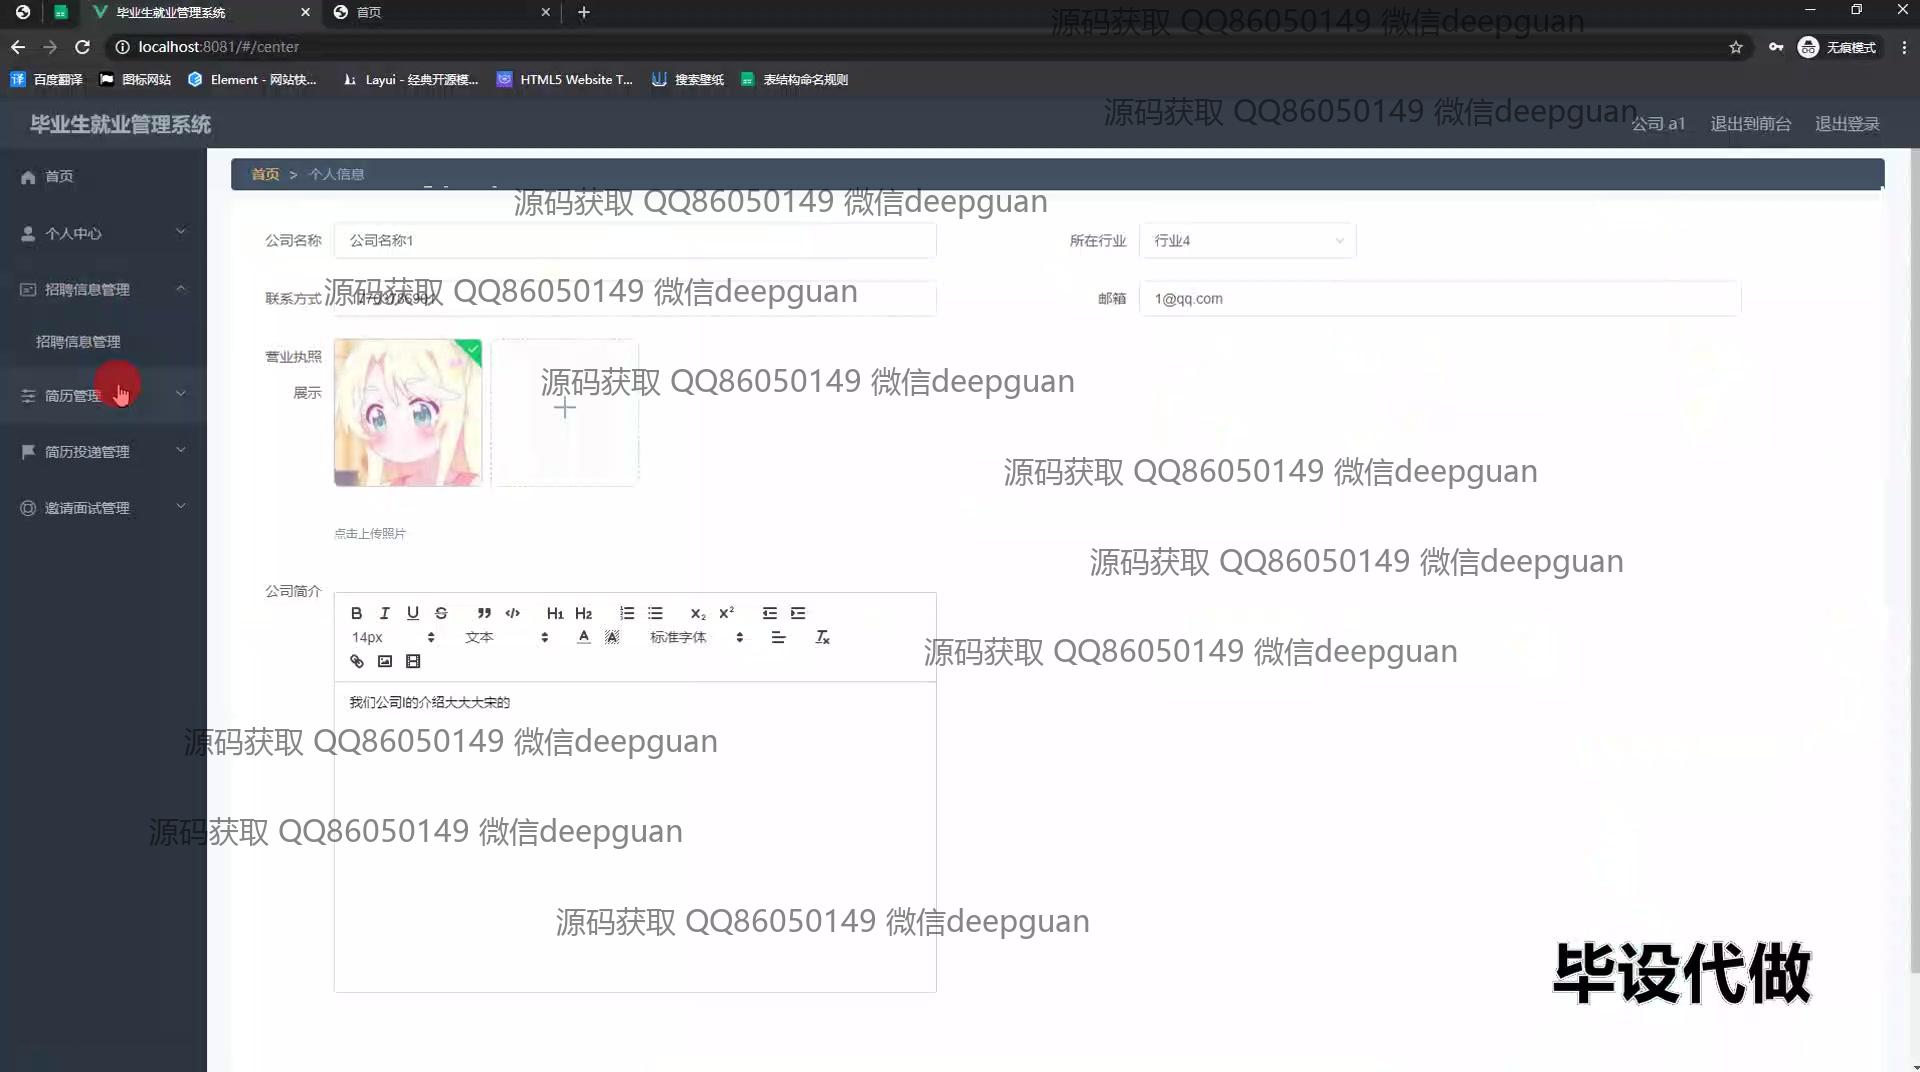 毕业生就业管理系统
首页
localhost:8081/#/center
无痕模式
百度翻译
图标网站
Element - 网站快...
Layui - 经典开源模...
HTML5 Website T...
搜索壁纸
表结构命名规则
源码获取 QQ86050149 微信deepguan
毕业生就业管理系统
源码获取 QQ86050149 微信deepguan
公司 a1
退出到前台
退出登录
首页
个人中心
招聘信息管理
招聘信息管理
简历管理
简历投递管理
邀请面试管理
首页 > 个人信息
源码获取 QQ86050149 微信deepguan
公司名称
公司名称1
所在行业
行业4
联系方式
源码获取 QQ86050149 微信deepguan
邮箱
1@qq.com
营业执照
展示
源码获取 QQ86050149 微信deepguan
源码获取 QQ86050149 微信deepguan
点击上传照片
源码获取 QQ86050149 微信deepguan
公司简介
B I U S H1 H2 X2 X2
14px 文本 A A 标准字体
源码获取 QQ86050149 微信deepguan
我们公司的介绍大大大宋的
源码获取 QQ86050149 微信deepguan
源码获取 QQ86050149 微信deepguan
源码获取 QQ86050149 微信deepguan
毕设代做